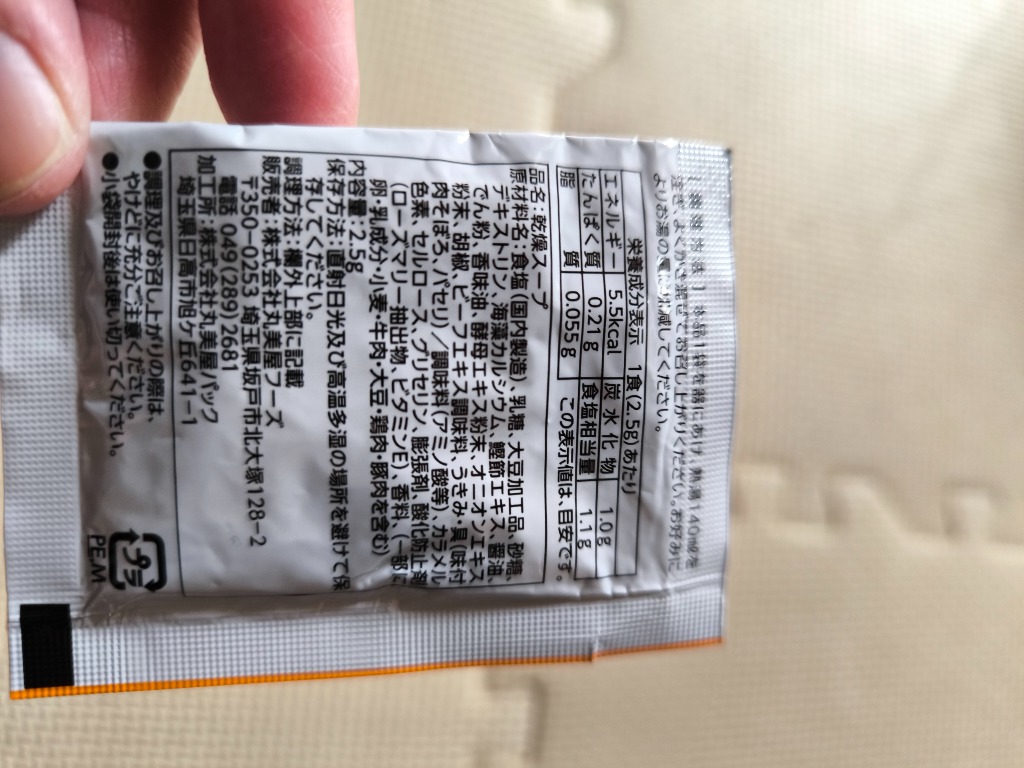 調理方法：1.本品1袋を器にあけ、熱湯140mlを
注ぎ、よくかき混ぜてお召し上がりください。お好みに
よりお湯の量は加減してください。
栄養成分表示 1食(2.5g)あたり
エネルギー 5.5kcal 炭水化物 1.0g
たんぱく質 0.21g 食塩相当量 1.1g
脂質 0.055g この表示値は、目安です。
品名：乾燥スープ
原材料名：食塩(国内製造)、乳糖、大豆加工品、砂糖、
デキストリン、海藻カルシウム、鰹節エキス、醤油、
でん粉、香味油、酵母エキス粉末、オニオンエキス
粉末、胡椒、ビーフエキス調味料、うきみ・具(味付
肉そぼろ、パセリ)／調味料(アミノ酸等)、カラメル
色素、セルロース、グリセリン、膨張剤、酸化防止剤
(ローズマリー抽出物、ビタミンE)、香料、(一部に
卵・乳成分・小麦・牛肉・大豆・鶏肉・豚肉を含む)
内容量：2.5g
保存方法：直射日光及び高温多湿の場所を避けて保
存してください。
調理方法：欄外上部に記載
販売者：株式会社丸美屋フーズ
〒350-0253 埼玉県坂戸市北大塚128-2
電話 049(289)2681
加工所：株式会社丸美屋パック
埼玉県日高市旭ケ丘641-1
●調理及びお召し上がりの際は、
やけどに充分ご注意ください。
●小袋開封後は使い切ってください。
プラ
PE,M